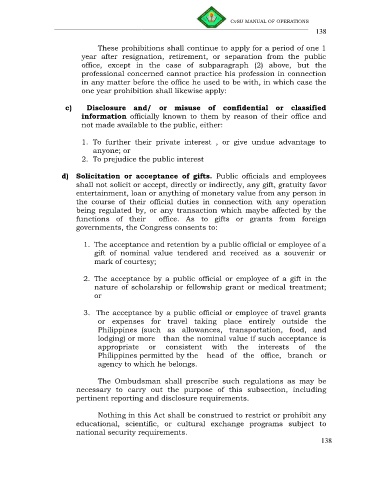 CvSU MANUAL OF OPERATIONS
138
These prohibitions shall continue to apply for a period of one 1
year after resignation, retirement, or separation from the public
office, except in the case of subparagraph (2) above, but the
professional concerned cannot practice his profession in connection
in any matter before the office he used to be with, in which case the
one year prohibition shall likewise apply:
c) Disclosure and/ or misuse of confidential or classified
information officially known to them by reason of their office and
not made available to the public, either:
1. To further their private interest , or give undue advantage to
anyone; or
2. To prejudice the public interest
d) Solicitation or acceptance of gifts. Public officials and employees
shall not solicit or accept, directly or indirectly, any gift, gratuity favor
entertainment, loan or anything of monetary value from any person in
the course of their official duties in connection with any operation
being regulated by, or any transaction which maybe affected by the
functions of their office. As to gifts or grants from foreign
governments, the Congress consents to:
1. The acceptance and retention by a public official or employee of a
gift of nominal value tendered and received as a souvenir or
mark of courtesy;
2. The acceptance by a public official or employee of a gift in the
nature of scholarship or fellowship grant or medical treatment;
or
3. The acceptance by a public official or employee of travel grants
or expenses for travel taking place entirely outside the
Philippines (such as allowances, transportation, food, and
lodging) or more than the nominal value if such acceptance is
appropriate or consistent with the interests of the
Philippines permitted by the head of the office, branch or
agency to which he belongs.
The Ombudsman shall prescribe such regulations as may be
necessary to carry out the purpose of this subsection, including
pertinent reporting and disclosure requirements.
Nothing in this Act shall be construed to restrict or prohibit any
educational, scientific, or cultural exchange programs subject to
national security requirements.
138